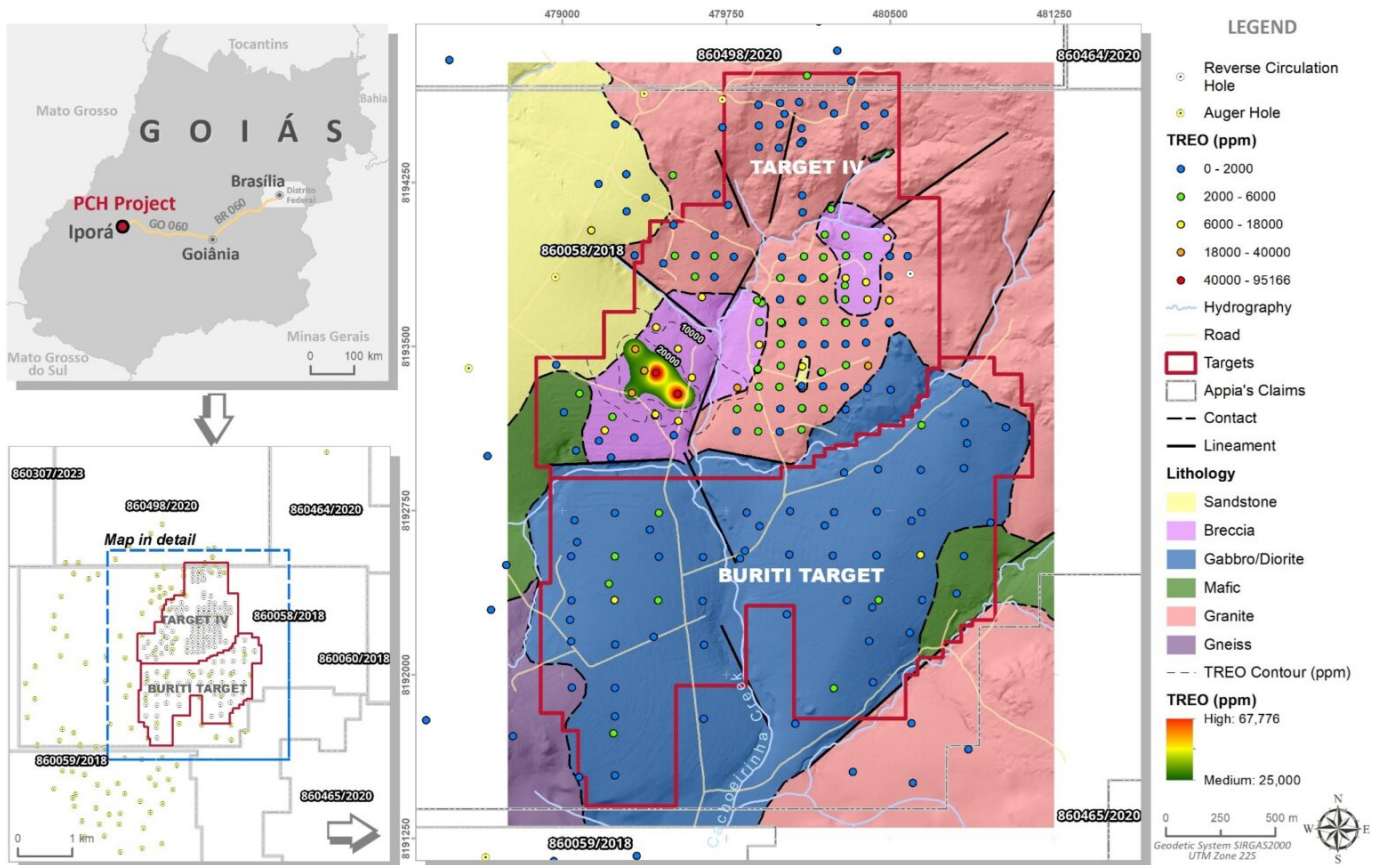 Tocantins
Mato Grosso
Bahia
GOIÁS
Brasília
Distrito
Federal
PCH Project
Iporá
GO 060
BR 060
Goiânia
Minas Gerais
Mato Grosso
do Sul
0 100 km
860307/2023
860498/2020
860464/2020
Map in detail
TARGET IV
860058/2018
860060/2018
BURITI TARGET
860059/2018
860465/2020
0 1 km
479000 479750 480500 481250
860498/2020
860464/2020
8194250
TARGET IV
860058/2018
8193500
10000
20000
8192750
BURITI TARGET
8192000
Cachoeirinha Creek
8191250
860059/2018
860465/2020
LEGEND
Reverse Circulation
Hole
Auger Hole
TREO (ppm)
0 - 2000
2000 - 6000
6000 - 18000
18000 - 40000
40000 - 95166
Hydrography
Road
Targets
Appia's Claims
Contact
Lineament
Lithology
Sandstone
Breccia
Gabbro/Diorite
Mafic
Granite
Gneiss
TREO Contour (ppm)
TREO (ppm)
High: 67,776
Medium: 25,000
0 500 m
Geodetic System SIRGAS2000
UTM Zone 22S
N
W E
S